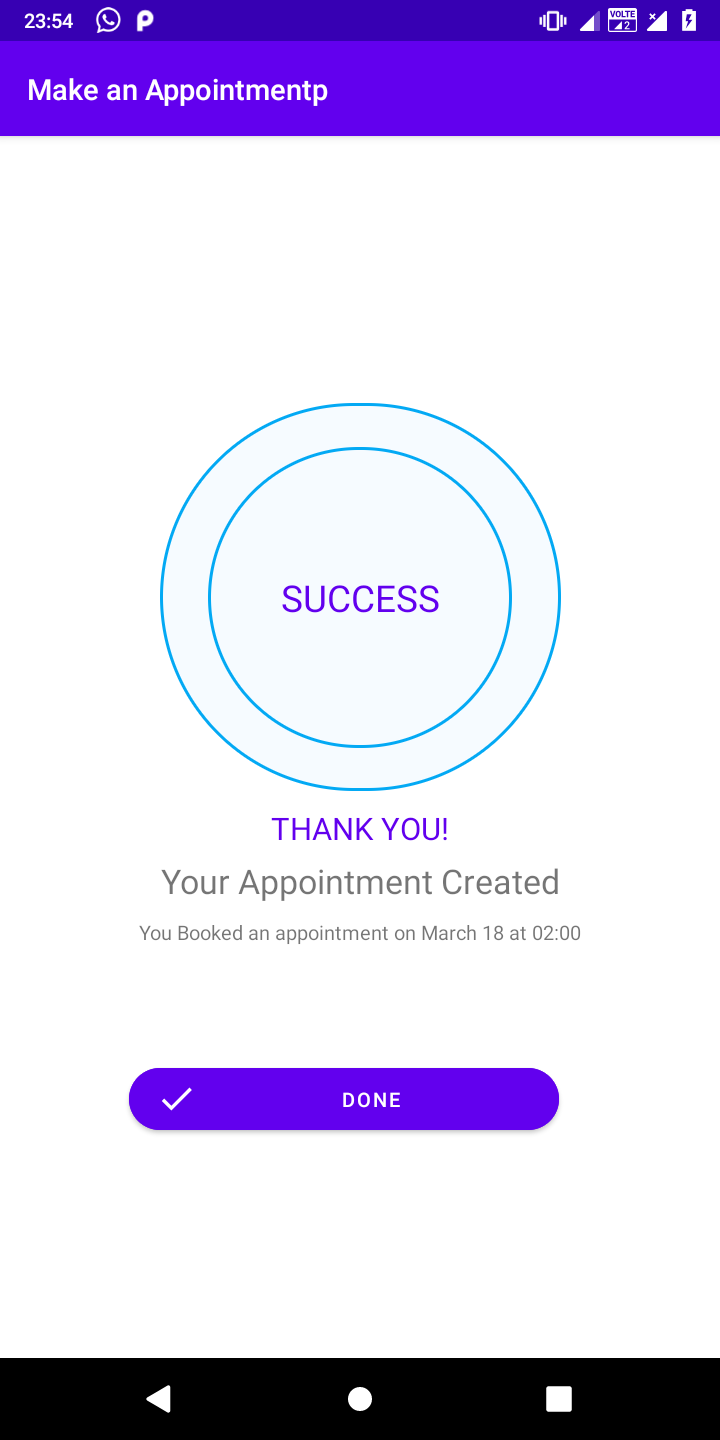 23:54
VOLTE
2
Make an Appointmentp
SUCCESS
THANK YOU!
Your Appointment Created
You Booked an appointment on March 18 at 02:00
DONE